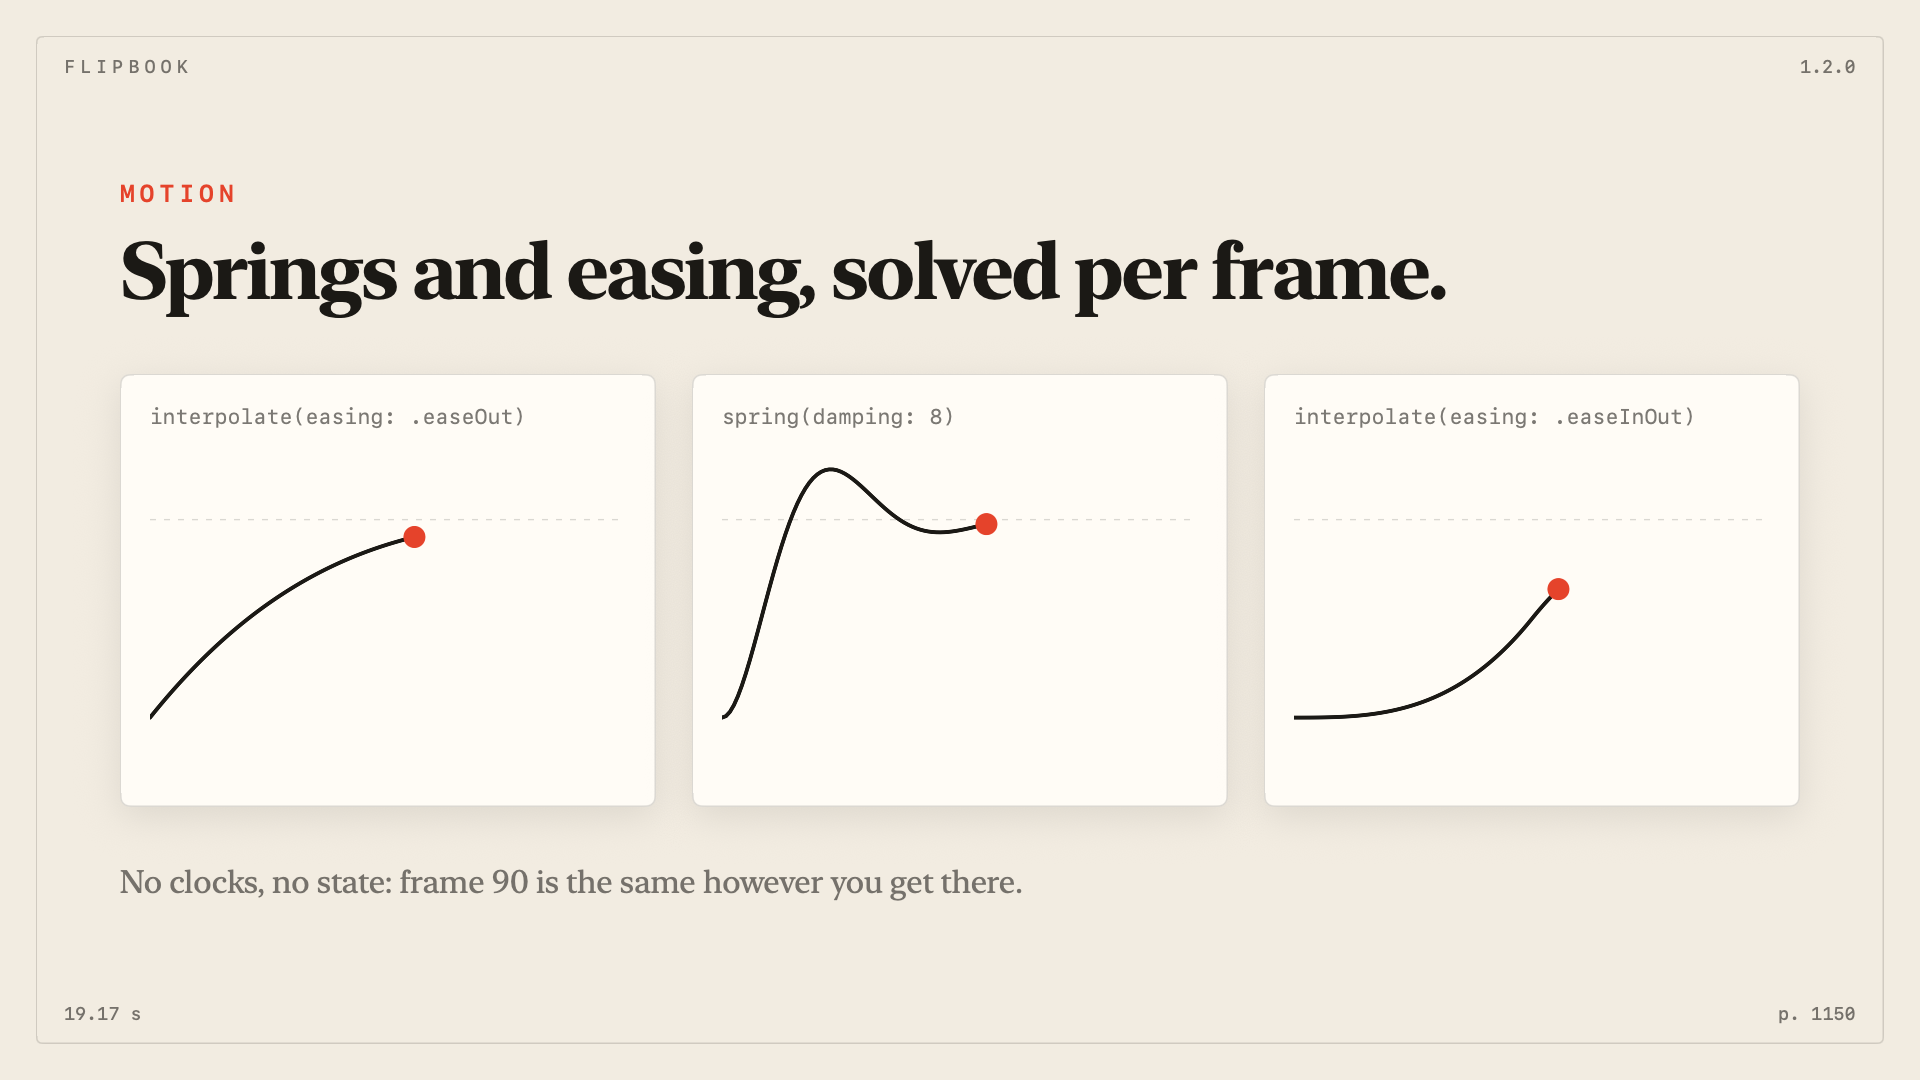 FLIPBOOK
1.2.0
MOTION
Springs and easing, solved per frame.
interpolate(easing: .easeOut)
spring(damping: 8)
interpolate(easing: .easeInOut)
No clocks, no state: frame 90 is the same however you get there.
19.17 s
p. 1150